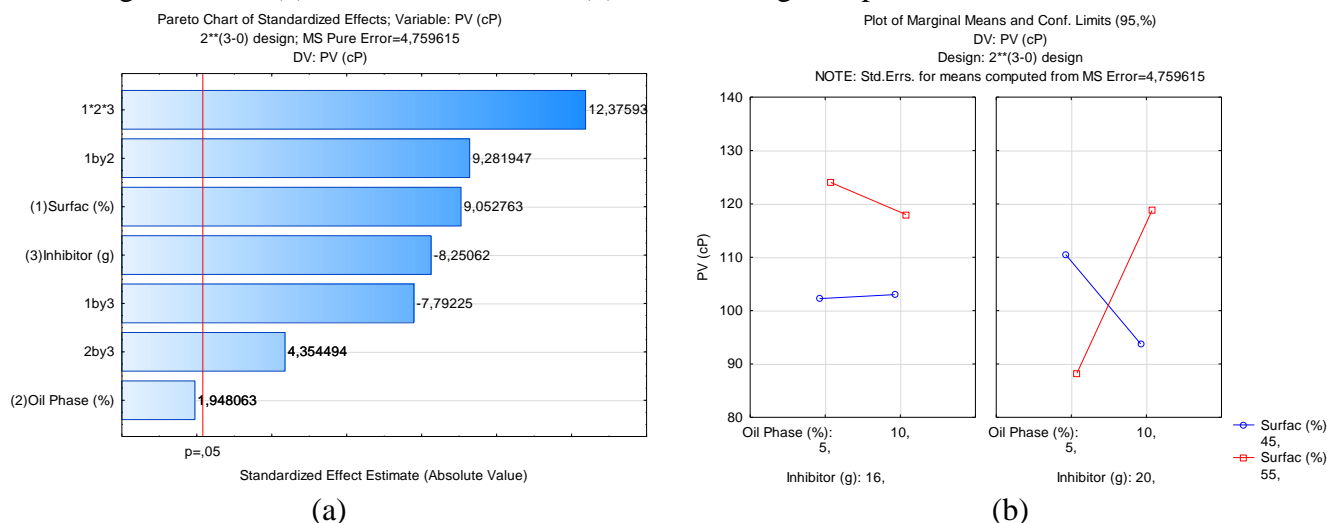 Pareto Chart of Standardized Effects; Variable: PV (cP)
2**(3-0) design; MS Pure Error=4,759615
DV: PV (cP)
1*2*3
12,37593
1by2
9,281947
(1)Surfac (%)
9,052763
(3)Inhibitor (g)
-8,25062
1by3
-7,79225
2by3
4,354494
(2)Oil Phase (%)
1,948063
p=,05
Standardized Effect Estimate (Absolute Value)
(a)
Plot of Marginal Means and Conf. Limits (95,%)
DV: PV (cP)
Design: 2**(3-0) design
NOTE: Std.Errs. for means computed from MS Error=4,759615
PV (cP)
140
130
120
110
100
90
80
Oil Phase (%):
5,
10,
Inhibitor (g): 16,
Oil Phase (%):
5,
10,
Inhibitor (g): 20,
Surfac (%)
45,
Surfac (%)
55,
(b)